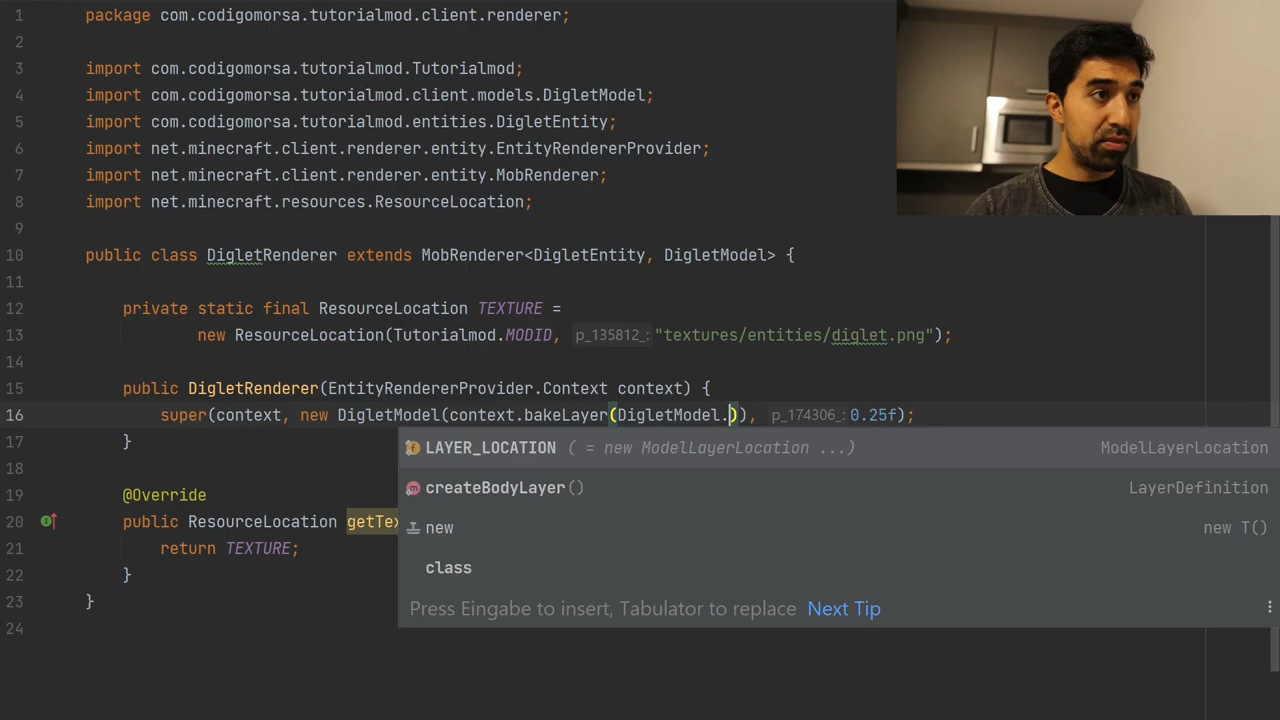 1 package com.codigomorsa.tutorialmod.client.renderer;
2
3 import com.codigomorsa.tutorialmod.Tutorialmod;
4 import com.codigomorsa.tutorialmod.client.models.DigletModel;
5 import com.codigomorsa.tutorialmod.entities.DigletEntity;
6 import net.minecraft.client.renderer.entity.EntityRendererProvider;
7 import net.minecraft.client.renderer.entity.MobRenderer;
8 import net.minecraft.resources.ResourceLocation;
9
10 public class DigletRenderer extends MobRenderer<DigletEntity, DigletModel> {
11
12 private static final ResourceLocation TEXTURE =
13 new ResourceLocation(Tutorialmod.MODID, p_135812_: "textures/entities/diglet.png");
14
15 public DigletRenderer(EntityRendererProvider.Context context) {
16 super(context, new DigletModel(context.bakeLayer(DigletModel.)), p_174306_: 0.25f);
17 }
LAYER_LOCATION ( = new ModelLayerLocation ...) ModelLayerLocation
18
createBodyLayer() LayerDefinition
19 @Override
20 public ResourceLocation getTex
new new T()
21 return TEXTURE;
class
22 }
23 }
Press Eingabe to insert, Tabulator to replace Next Tip
24